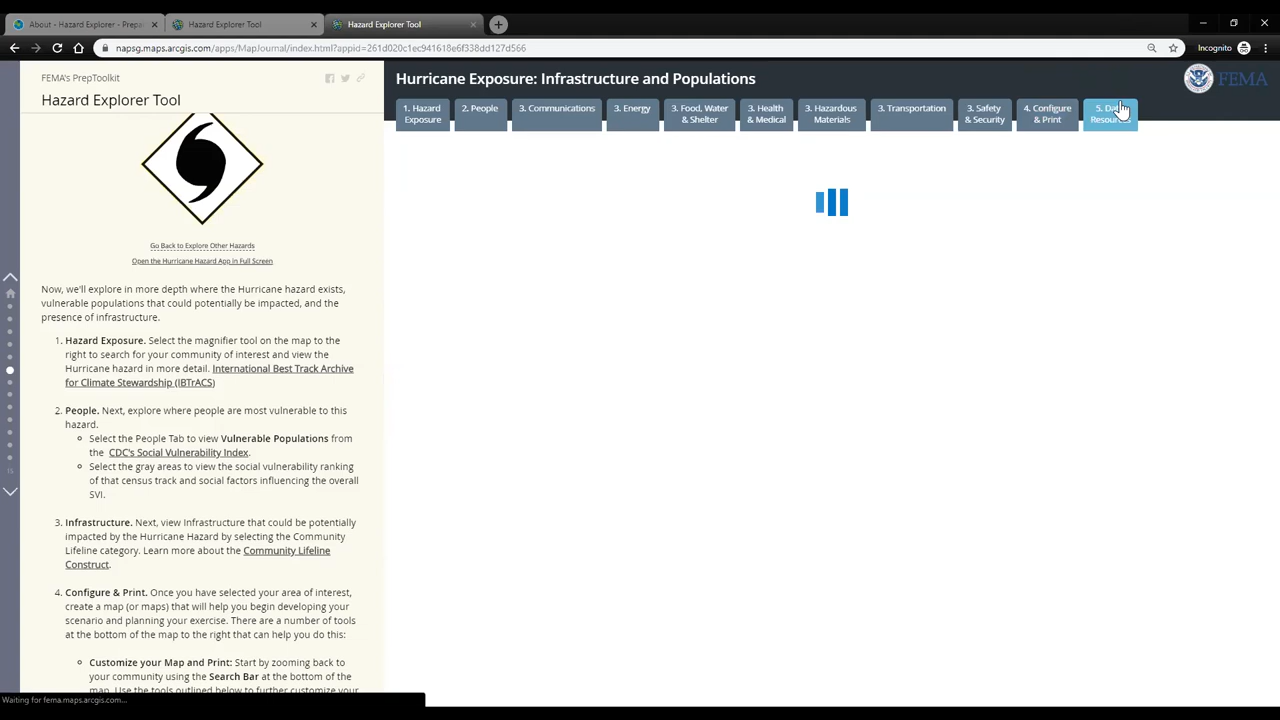 About - Hazard Explorer - Prep
Hazard Explorer Tool
Hazard Explorer Tool
napsg.maps.arcgis.com/apps/MapJournal/index.html?appid=261d020c1ec941618e6f338dd127d566
Incognito
FEMA's PrepToolkit
Hazard Explorer Tool
Go Back to Explore Other Hazards
Open the Hurricane Hazard App in Full Screen
Now, we'll explore in more depth where the Hurricane hazard exists,
vulnerable populations that could potentially be impacted, and the
presence of infrastructure.
1. Hazard Exposure. Select the magnifier tool on the map to the
right to search for your community of interest and view the
Hurricane hazard in more detail. International Best Track Archive
for Climate Stewardship (IBTrACS)
2. People. Next, explore where people are most vulnerable to this
hazard.
Select the People Tab to view Vulnerable Populations from
the CDC's Social Vulnerability Index.
Select the gray areas to view the social vulnerability ranking
of that census track and social factors influencing the overall
SVI.
3. Infrastructure. Next, view Infrastructure that could be potentially
impacted by the Hurricane Hazard by selecting the Community
Lifeline category. Learn more about the Community Lifeline
Construct.
4. Configure & Print. Once you have selected your area of interest,
create a map (or maps) that will help you begin developing your
scenario and planning your exercise. There are a number of tools
at the bottom of the map to the right that can help you do this:
Customize your Map and Print: Start by zooming back to
your community using the Search Bar at the bottom of the
map. Use the tools outlined below to further customize your
Waiting for fema.maps.arcgis.com...
Hurricane Exposure: Infrastructure and Populations
FEMA
1. Hazard
Exposure
2. People
3. Communications
3. Energy
3. Food, Water
& Shelter
3. Health
& Medical
3. Hazardous
Materials
3. Transportation
3. Safety
& Security
4. Configure
& Print
5.